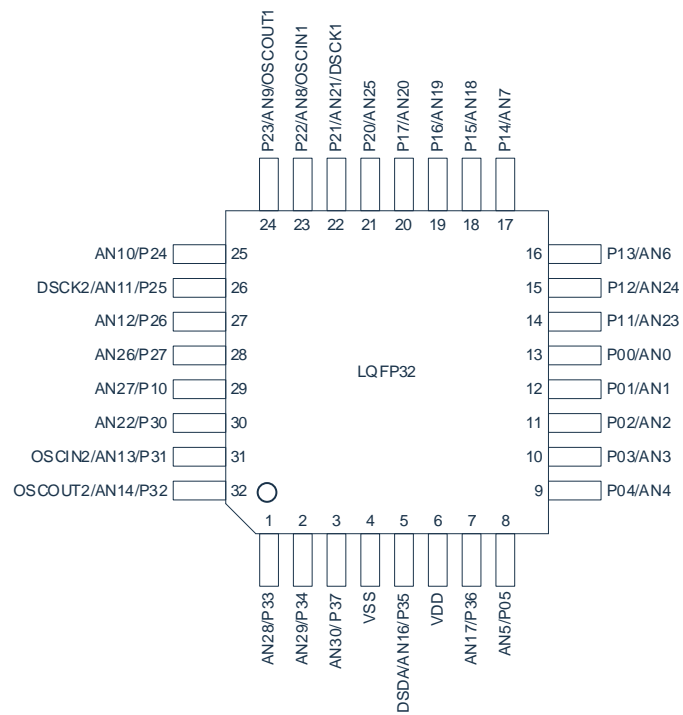 P23/AN9/OSCOUT1
P22/AN8/OSCIN1
P21/AN21/DSCK1
P20/AN25
P17/AN20
P16/AN19
P15/AN18
P14/AN7
24 23 22 21 20 19 18 17
AN10/P24 25 16 P13/AN6
DSCK2/AN11/P25 26 15 P12/AN24
AN12/P26 27 14 P11/AN23
AN26/P27 28 13 P00/AN0
LQFP32
AN27/P10 29 12 P01/AN1
AN22/P30 30 11 P02/AN2
OSCIN2/AN13/P31 31 10 P03/AN3
OSCOUT2/AN14/P32 32 9 P04/AN4
1 2 3 4 5 6 7 8
AN28/P33
AN29/P34
AN30/P37
VSS
DSDA/AN16/P35
VDD
AN17/P36
AN5/P05